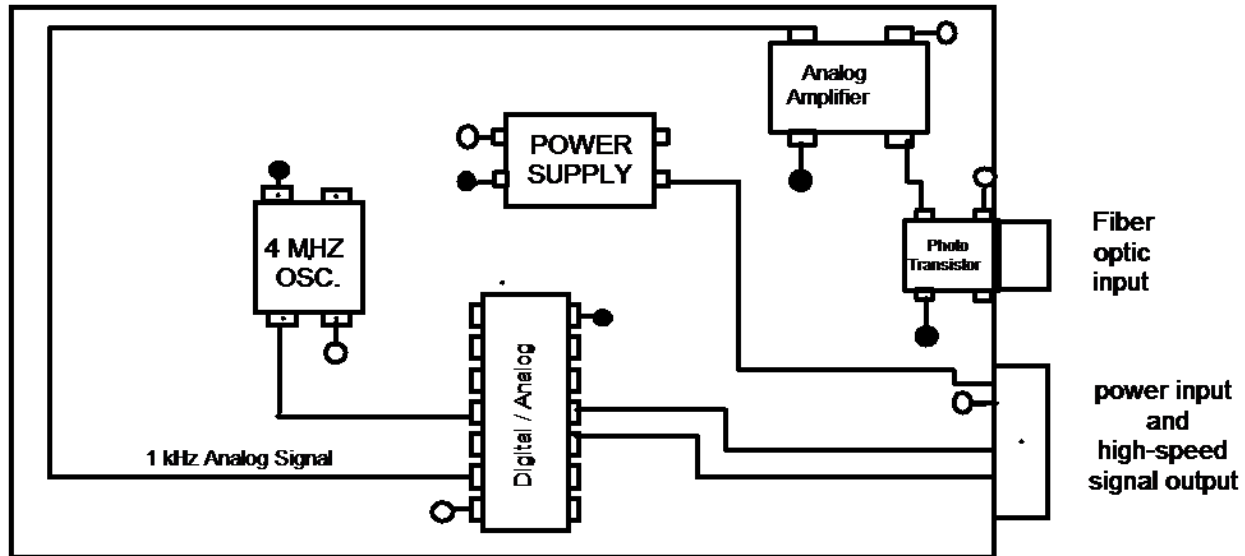 Analog
Amplifier
POWER
SUPPLY
4 MHZ
OSC.
Photo
Transistor
Fiber
optic
input
Digital / Analog
1 kHz Analog Signal
power input
and
high-speed
signal output